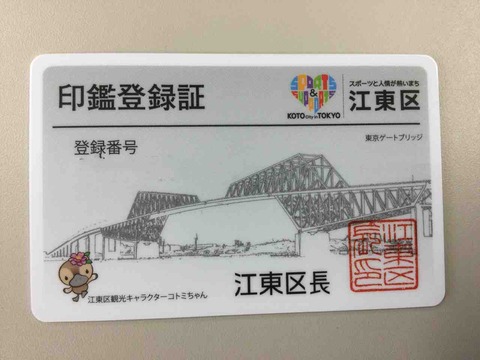 印鑑登録証
SPORTS
&
SUPPORTS
KOTO City in TOKYO
スポーツと人情が熱いまち
江東区
登録番号
東京ゲートブリッジ
江東区観光キャラクターコトミちゃん
江東区長